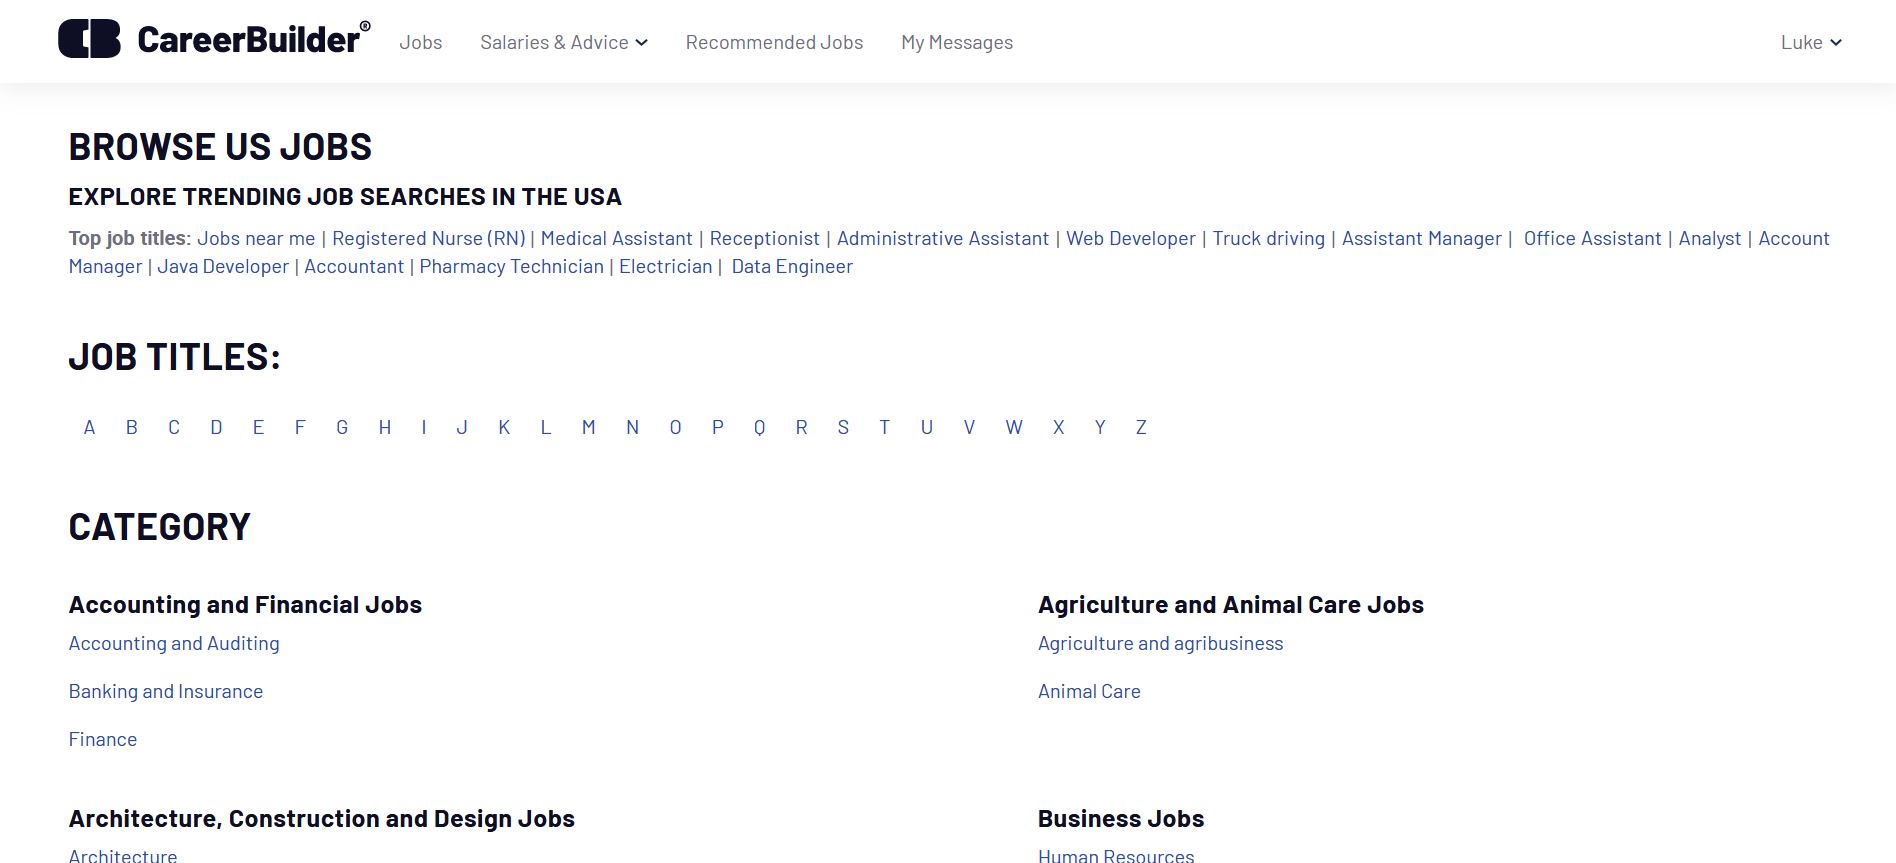 CareerBuilder® Jobs Salaries & Advice Recommended Jobs My Messages Luke
BROWSE US JOBS
EXPLORE TRENDING JOB SEARCHES IN THE USA
Top job titles: Jobs near me | Registered Nurse (RN) | Medical Assistant | Receptionist | Administrative Assistant | Web Developer | Truck driving | Assistant Manager | Office Assistant | Analyst | Account
Manager | Java Developer | Accountant | Pharmacy Technician | Electrician | Data Engineer
JOB TITLES:
A B C D E F G H I J K L M N O P Q R S T U V W X Y Z
CATEGORY
Accounting and Financial Jobs
Accounting and Auditing
Banking and Insurance
Finance
Agriculture and Animal Care Jobs
Agriculture and agribusiness
Animal Care
Architecture, Construction and Design Jobs
Architecture
Business Jobs
Human Resources